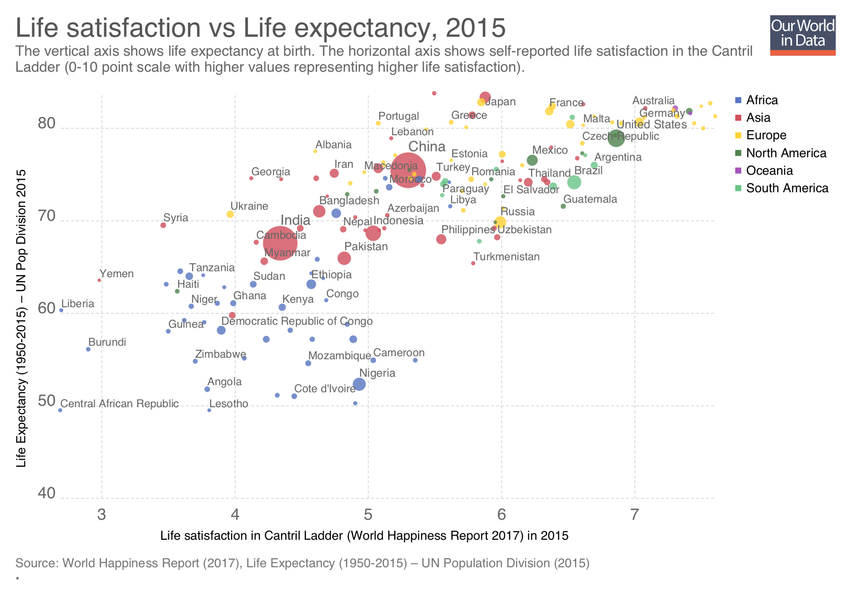 Life satisfaction vs Life expectancy, 2015
Our World
in Data
The vertical axis shows life expectancy at birth. The horizontal axis shows self-reported life satisfaction in the Cantril
Ladder (0-10 point scale with higher values representing higher life satisfaction).
Africa
Asia
Europe
North America
Oceania
South America
Life Expectancy (1950-2015) – UN Pop Division 2015
80
70
60
50
40
Japan
France
Australia
Portugal
Greece
Malta
Germany
United States
Lebanon
Czech Republic
Albania
China
Estonia
Mexico
Argentina
Georgia
Iran
Macedonia
Turkey
Romania
Thailand
Brazil
Morocco
Paraguay
El Salvador
Bangladesh
Libya
Guatemala
Ukraine
Azerbaijan
Russia
Syria
India
Nepal
Indonesia
Philippines
Uzbekistan
Cambodia
Myanmar
Pakistan
Turkmenistan
Yemen
Tanzania
Sudan
Ethiopia
Haiti
Liberia
Niger
Ghana
Kenya
Congo
Guinea
Democratic Republic of Congo
Burundi
Zimbabwe
Mozambique
Cameroon
Angola
Nigeria
Cote d'Ivoire
Central African Republic
Lesotho
3
4
5
6
7
Life satisfaction in Cantril Ladder (World Happiness Report 2017) in 2015
Source: World Happiness Report (2017), Life Expectancy (1950-2015) – UN Population Division (2015)